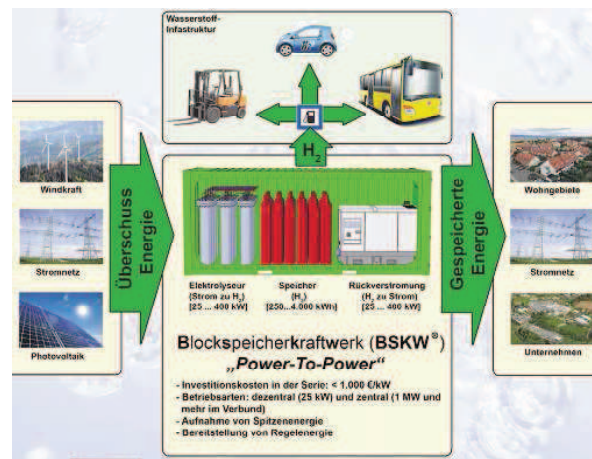 Wasserstoff-
Infastruktur
H₂
Windkraft
Stromnetz
Photovoltaik
Überschuss
Energie
Elektrolyseur
(Strom zu H₂)
[25 ... 400 kW]
Speicher
(H₂)
[250...4.000 kWh]
Rückverstromung
(H₂ zu Strom)
[25 ... 400 kW]
Blockspeicherkraftwerk (BSKW®)
„Power-To-Power“
- Investitionskosten in der Serie: < 1.000 €/kW
- Betriebsarten: dezentral (25 kW) und zentral (1 MW und
mehr im Verbund)
- Aufnahme von Spitzenenergie
- Bereitstellung von Regelenergie
Gespeicherte
Energie
Wohngebiete
Stromnetz
Unternehmen